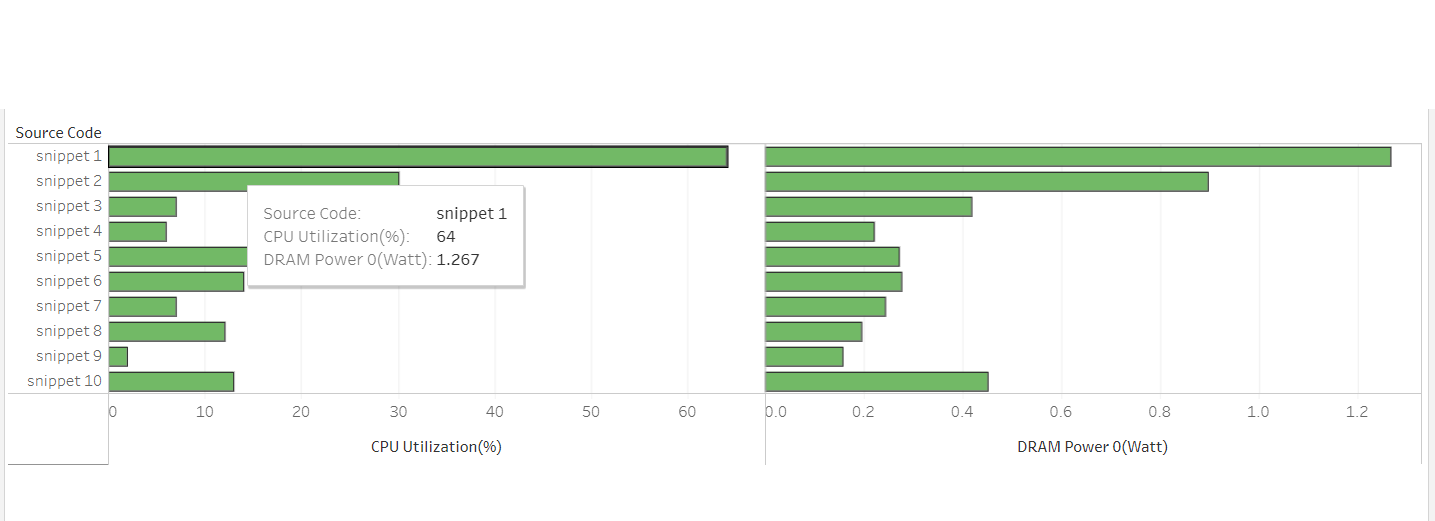 Source Code
snippet 1
snippet 2
snippet 3
snippet 4
snippet 5
snippet 6
snippet 7
snippet 8
snippet 9
snippet 10
Source Code: snippet 1
CPU Utilization(%): 64
DRAM Power 0(Watt): 1.267
0 10 20 30 40 50 60
CPU Utilization(%)
0.0 0.2 0.4 0.6 0.8 1.0 1.2
DRAM Power 0(Watt)